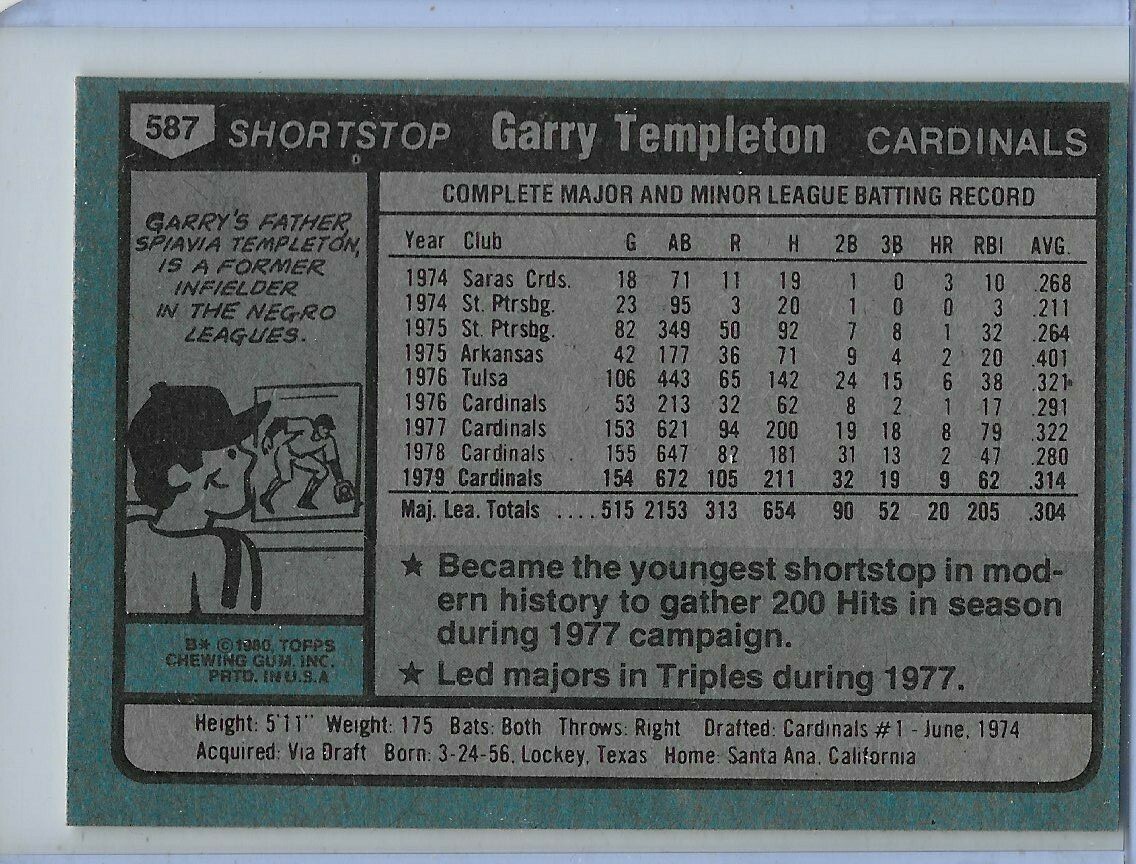 587 SHORTSTOP Garry Templeton CARDINALS
GARRY'S FATHER,
SPIAVIA TEMPLETON,
IS A FORMER
INFIELDER
IN THE NEGRO
LEAGUES.
B* © 1980, TOPPS
CHEWING GUM, INC.
PRTD. IN U.S.A
COMPLETE MAJOR AND MINOR LEAGUE BATTING RECORD
Year Club G AB R H 2B 3B HR RBI AVG.
1974 Saras Crds. 18 71 11 19 1 0 3 10 .268
1974 St. Ptrsbg. 23 95 3 20 1 0 0 3 .211
1975 St. Ptrsbg. 82 349 50 92 7 8 1 32 .264
1975 Arkansas 42 177 36 71 9 4 2 20 .401
1976 Tulsa 106 443 65 142 24 15 6 38 .321
1976 Cardinals 53 213 32 62 8 2 1 17 .291
1977 Cardinals 153 621 94 200 19 18 8 79 .322
1978 Cardinals 155 647 82 181 31 13 2 47 .280
1979 Cardinals 154 672 105 211 32 19 9 62 .314
Maj. Lea. Totals ....515 2153 313 654 90 52 20 205 .304
★ Became the youngest shortstop in mod-
ern history to gather 200 Hits in season
during 1977 campaign.
★ Led majors in Triples during 1977.
Height: 5'11" Weight: 175 Bats: Both Throws: Right Drafted: Cardinals #1 - June, 1974
Acquired: Via Draft Born: 3-24-56, Lockey, Texas Home: Santa Ana, California